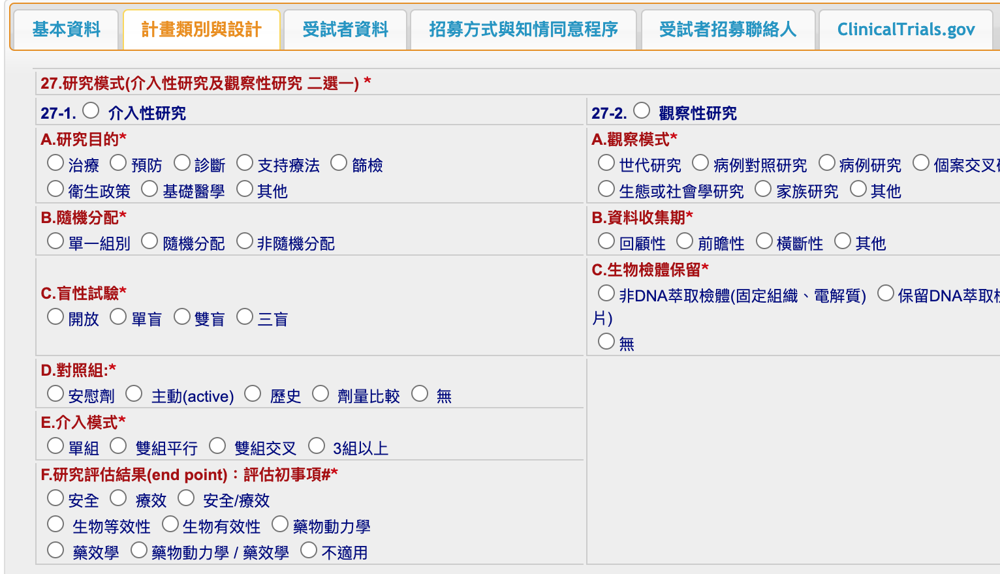 基本資料 計畫類別與設計 受試者資料 招募方式與知情同意程序 受試者招募聯絡人 ClinicalTrials.gov
27.研究模式(介入性研究及觀察性研究 二選一) *
27-1. 介入性研究
A.研究目的*
治療 預防 診斷 支持療法 篩檢
衛生政策 基礎醫學 其他
B.隨機分配*
單一組別 隨機分配 非隨機分配
C.盲性試驗*
開放 單盲 雙盲 三盲
D.對照組:*
安慰劑 主動(active) 歷史 劑量比較 無
E.介入模式*
單組 雙組平行 雙組交叉 3組以上
F.研究評估結果(end point)：評估初事項#*
安全 療效 安全/療效
生物等效性 生物有效性 藥物動力學
藥效學 藥物動力學 / 藥效學 不適用
27-2. 觀察性研究
A.觀察模式*
世代研究 病例對照研究 病例研究 個案交叉
生態或社會學研究 家族研究 其他
B.資料收集期*
回顧性 前瞻性 橫斷性 其他
C.生物檢體保留*
非DNA萃取檢體(固定組織、電解質) 保留DNA萃取
片)
無